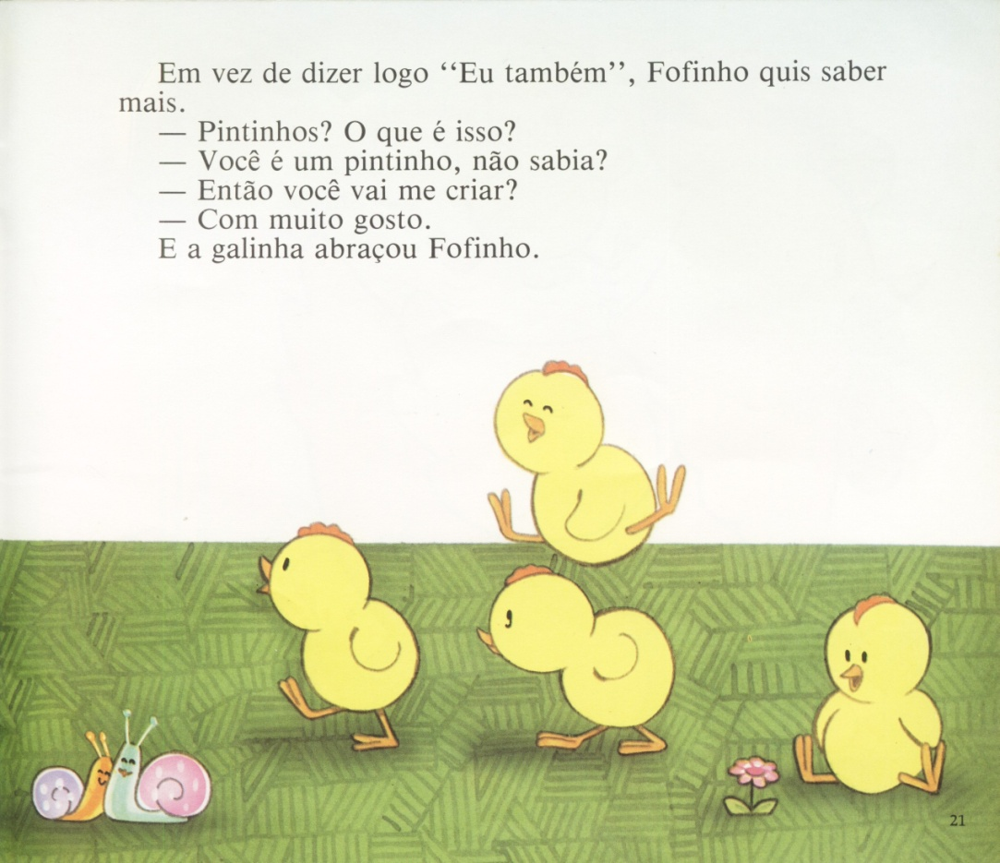 Em vez de dizer logo “Eu também”, Fofinho quis saber
mais.
— Pintinhos? O que é isso?
— Você é um pintinho, não sabia?
— Então você vai me criar?
— Com muito gosto.
E a galinha abraçou Fofinho.
21